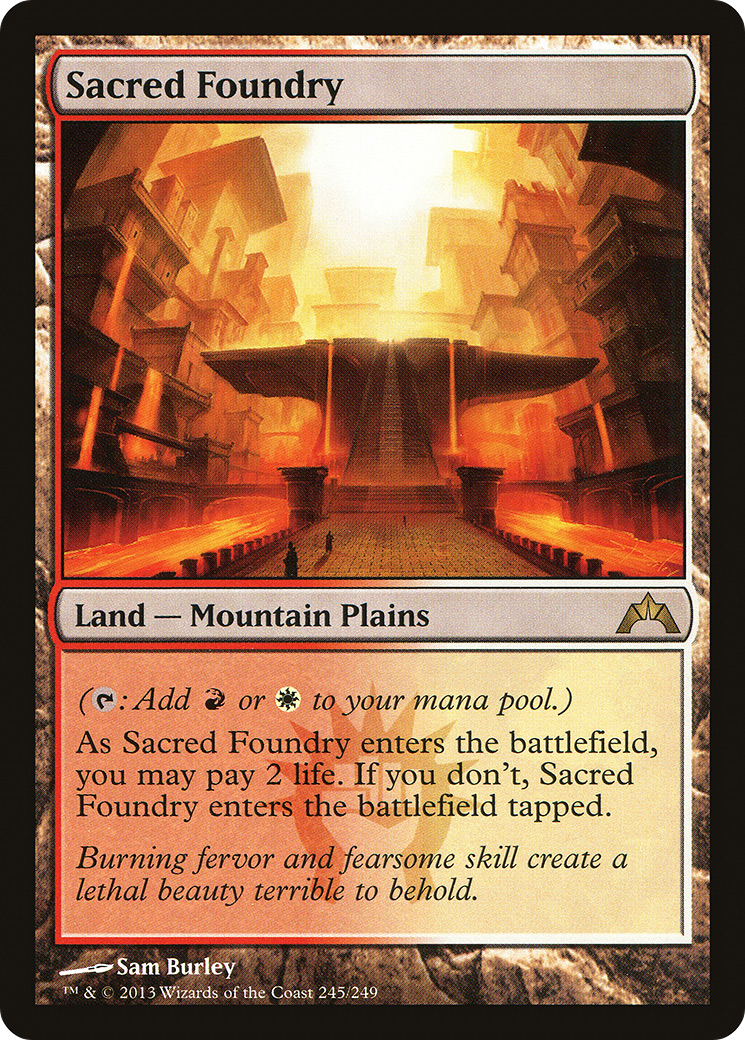 Sacred Foundry
Land — Mountain Plains
(: Add or to your mana pool.)
As Sacred Foundry enters the battlefield,
you may pay 2 life. If you don't, Sacred
Foundry enters the battlefield tapped.
Burning fervor and fearsome skill create a
lethal beauty terrible to behold.
Sam Burley
™ & © 2013 Wizards of the Coast 245/249